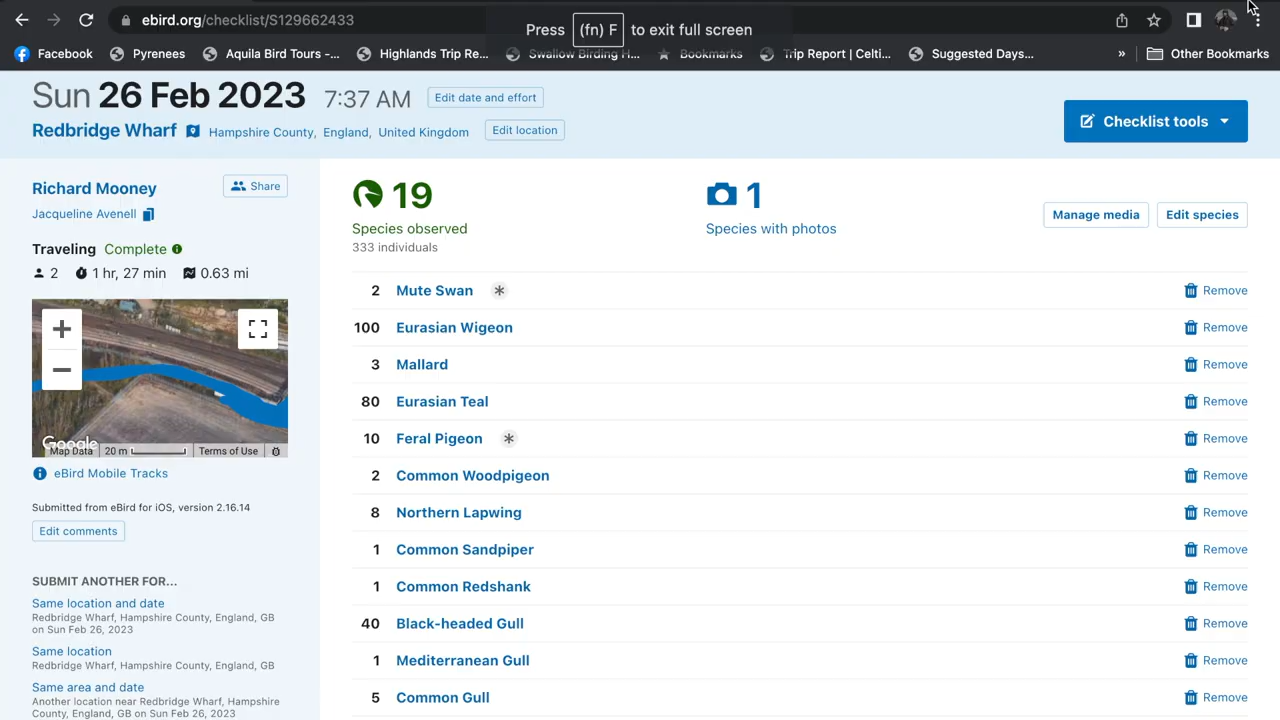 ebird.org/checklist/S129662433
Press (fn) F to exit full screen
Facebook Pyrenees Aquila Bird Tours -... Highlands Trip Re... Swallow Birding H... Bookmarks Trip Report | Celti... Suggested Days... » Other Bookmarks
Sun 26 Feb 2023 7:37 AM Edit date and effort
Redbridge Wharf Hampshire County, England, United Kingdom Edit location
Checklist tools
Richard Mooney Share
Jacqueline Avenell
Traveling Complete
2 1 hr, 27 min 0.63 mi
Google
Map Data 20 m Terms of Use
eBird Mobile Tracks
Submitted from eBird for iOS, version 2.16.14
Edit comments
SUBMIT ANOTHER FOR...
Same location and date
Redbridge Wharf, Hampshire County, England, GB
on Sun Feb 26, 2023
Same location
Redbridge Wharf, Hampshire County, England, GB
Same area and date
Another location near Redbridge Wharf, Hampshire
County, England, GB on Sun Feb 26, 2023
19
Species observed
333 individuals
1
Species with photos
Manage media Edit species
2 Mute Swan * Remove
100 Eurasian Wigeon Remove
3 Mallard Remove
80 Eurasian Teal Remove
10 Feral Pigeon * Remove
2 Common Woodpigeon Remove
8 Northern Lapwing Remove
1 Common Sandpiper Remove
1 Common Redshank Remove
40 Black-headed Gull Remove
1 Mediterranean Gull Remove
5 Common Gull Remove